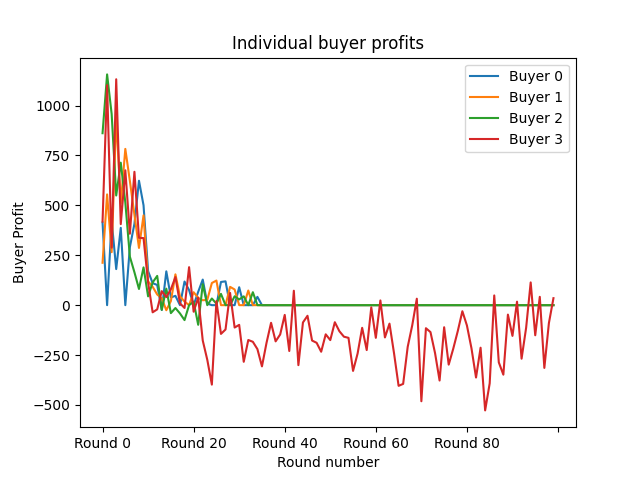 Individual buyer profits
Buyer Profit
1000
750
500
250
0
−250
−500
Buyer 0
Buyer 1
Buyer 2
Buyer 3
Round 0 Round 20 Round 40 Round 60 Round 80
Round number